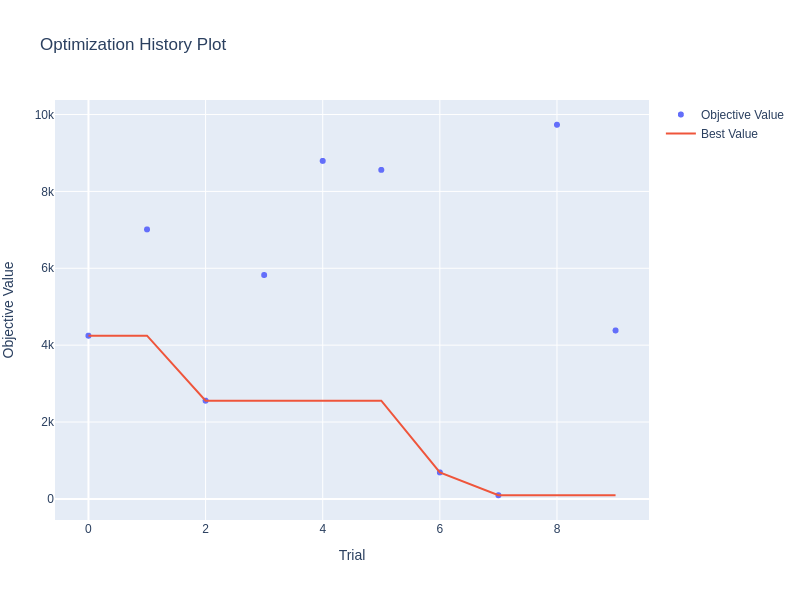 Optimization History Plot
10k
8k
6k
4k
2k
0
Objective Value
0 2 4 6 8
Trial
Objective Value
Best Value